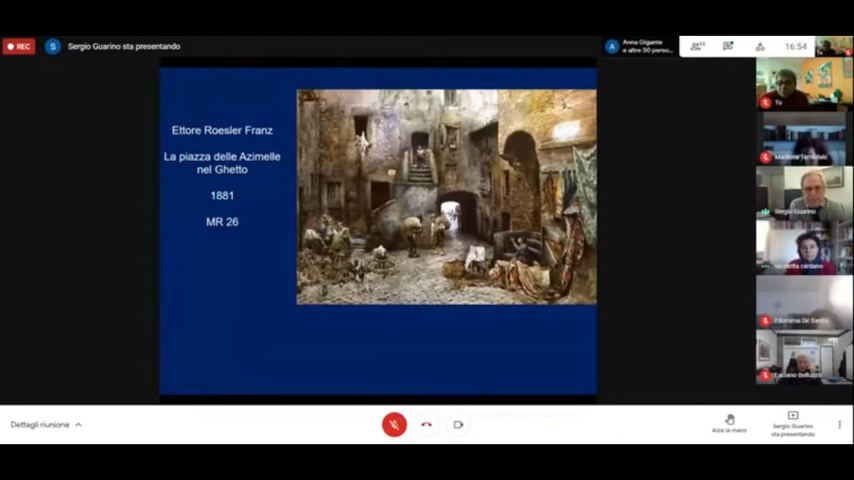 REC
S
Sergio Guarino sta presentando
A
Anna Gigante
e altre 50 perso...
16:54
Ettore Roesler Franz
La piazza delle Azimelle
nel Ghetto
1881
MR 26
Tu
Sergio Guarino
nicoletta cardano
Filomena De Santis
Luciano
Dettagli riunione
Alza la mano
Sergio Guarino
sta presentando